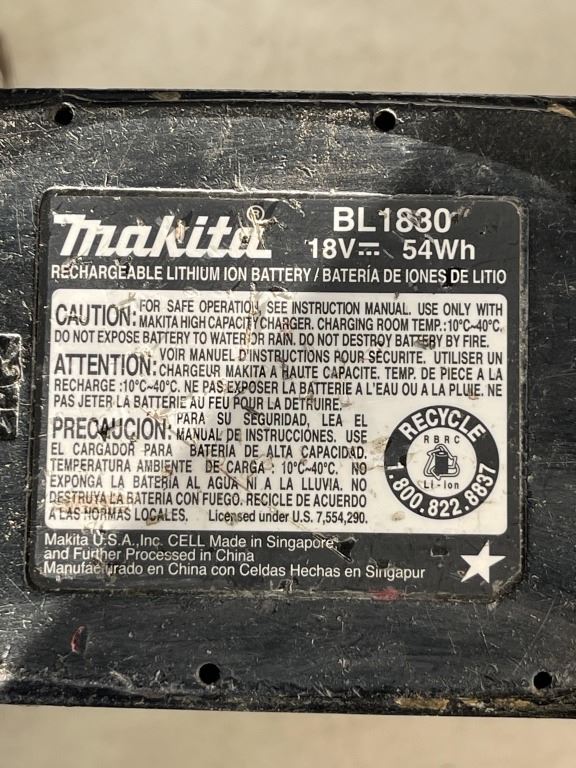 Makita®
BL1830
18V⎓ 54Wh
RECHARGEABLE LITHIUM ION BATTERY / BATERÍA DE IONES DE LITIO
CAUTION: FOR SAFE OPERATION, SEE INSTRUCTION MANUAL. USE ONLY WITH
MAKITA HIGH CAPACITY CHARGER. CHARGING ROOM TEMP.:10°C~40°C.
DO NOT EXPOSE BATTERY TO WATER OR RAIN. DO NOT DESTROY BATTERY BY FIRE.
ATTENTION: VOIR MANUEL D'INSTRUCTIONS POUR SÉCURITE. UTILISER UN
CHARGEUR MAKITA A HAUTE CAPACITE. TEMP. DE PIECE A LA
RECHARGE :10°C~40°C. NE PAS EXPOSER LA BATTERIE A L'EAU OU A LA PLUIE. NE
PAS JETER LA BATTERIE AU FEU POUR LA DETRUIRE.
PRECAUCION: PARA SU SEGURIDAD, LEA EL
MANUAL DE INSTRUCCIONES. USE
EL CARGADOR PARA BATERÍA DE ALTA CAPACIDAD.
TEMPERATURA AMBIENTE DE CARGA : 10°C~40°C. NO
EXPONGA LA BATERÍA AL AGUA NI A LA LLUVIA. NO
DESTRUYA LA BATERÍA CON FUEGO. RECICLE DE ACUERDO
A LAS NORMAS LOCALES. Licensed under U.S. 7,554,290.
RECYCLE
RBRC
Li-ion
1.800.822.8837
Makita U.S.A., Inc. CELL Made in Singapore,
and Further Processed in China
Manufacturado en China con Celdas Hechas en Singapur